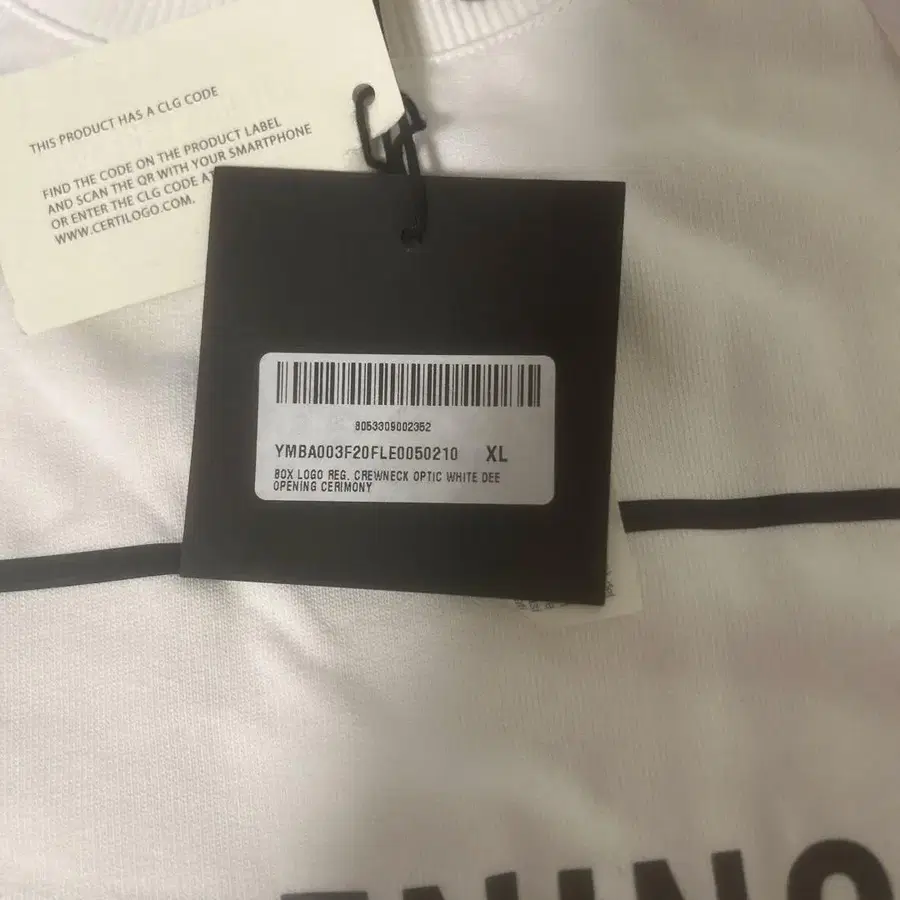 THIS PRODUCT HAS A CLG CODE
FIND THE CODE ON THE PRODUCT LABEL
AND SCAN THE QR WITH YOUR SMARTPHONE
OR ENTER THE CLG CODE AT
WWW.CERTILOGO.COM.
8053309002352
YMBA003F20FLE0050210 XL
BOX LOGO REG. CREWNECK OPTIC WHITE DEE
OPENING CERIMONY
ENING